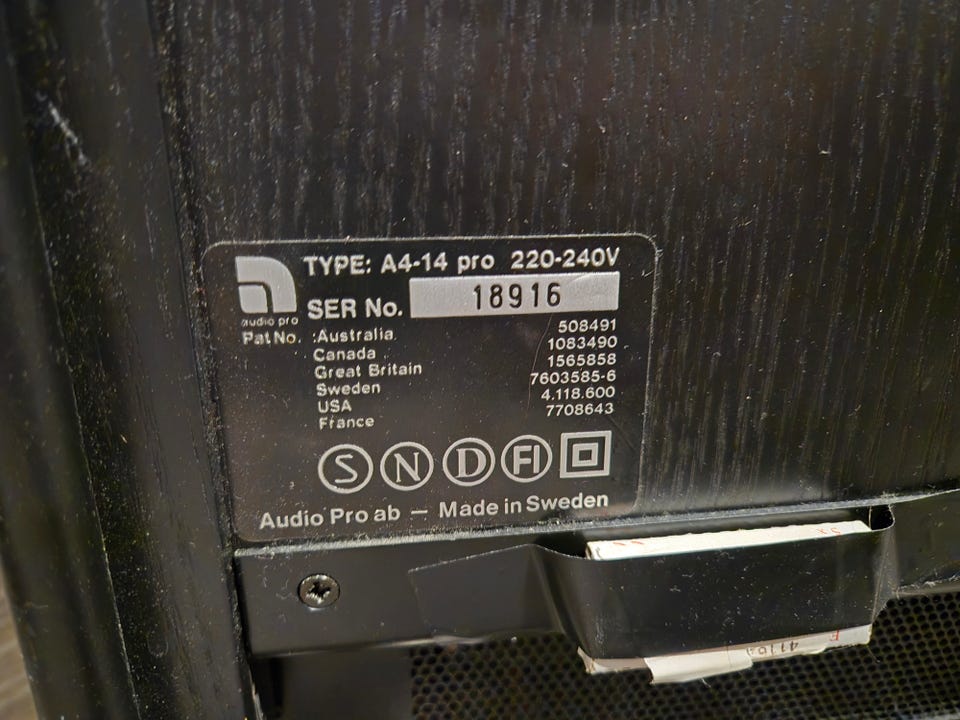 TYPE: A4-14 pro 220-240V
SER No. 18916
audio pro
Pat No. : Australia 508491
Canada 1083490
Great Britain 1565858
Sweden 7603585-6
USA 4.118.600
France 7708643
S N D FI
Audio Pro ab — Made in Sweden